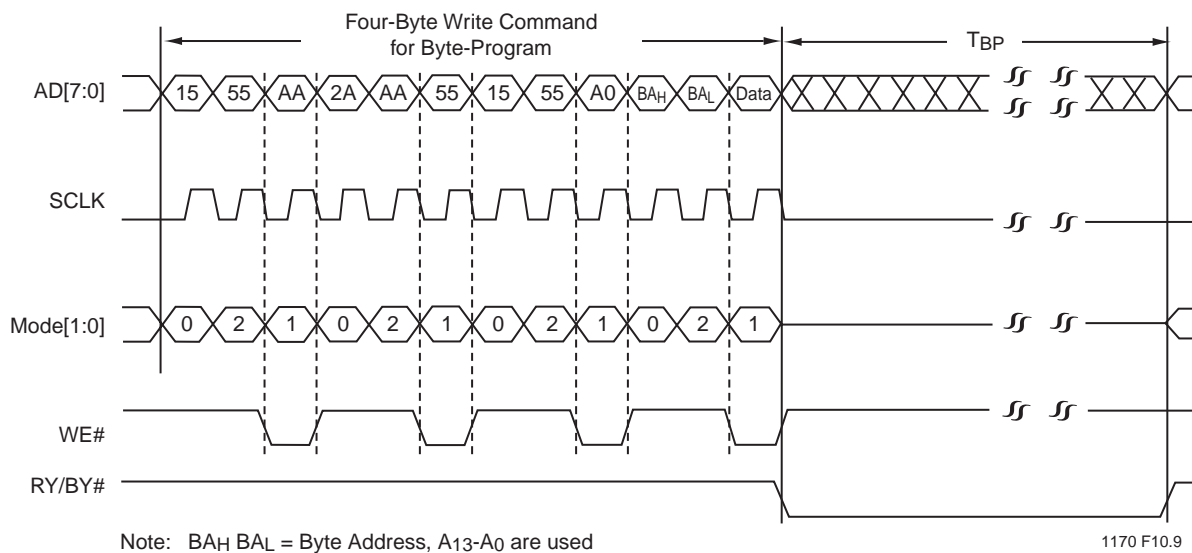 Four-Byte Write Command
for Byte-Program
TBP
AD[7:0] 15 55 AA 2A AA 55 15 55 A0 BAH BAL Data
SCLK
Mode[1:0] 0 2 1 0 2 1 0 2 1 0 2 1
WE#
RY/BY#
Note: BAH BAL = Byte Address, A13-A0 are used
1170 F10.9